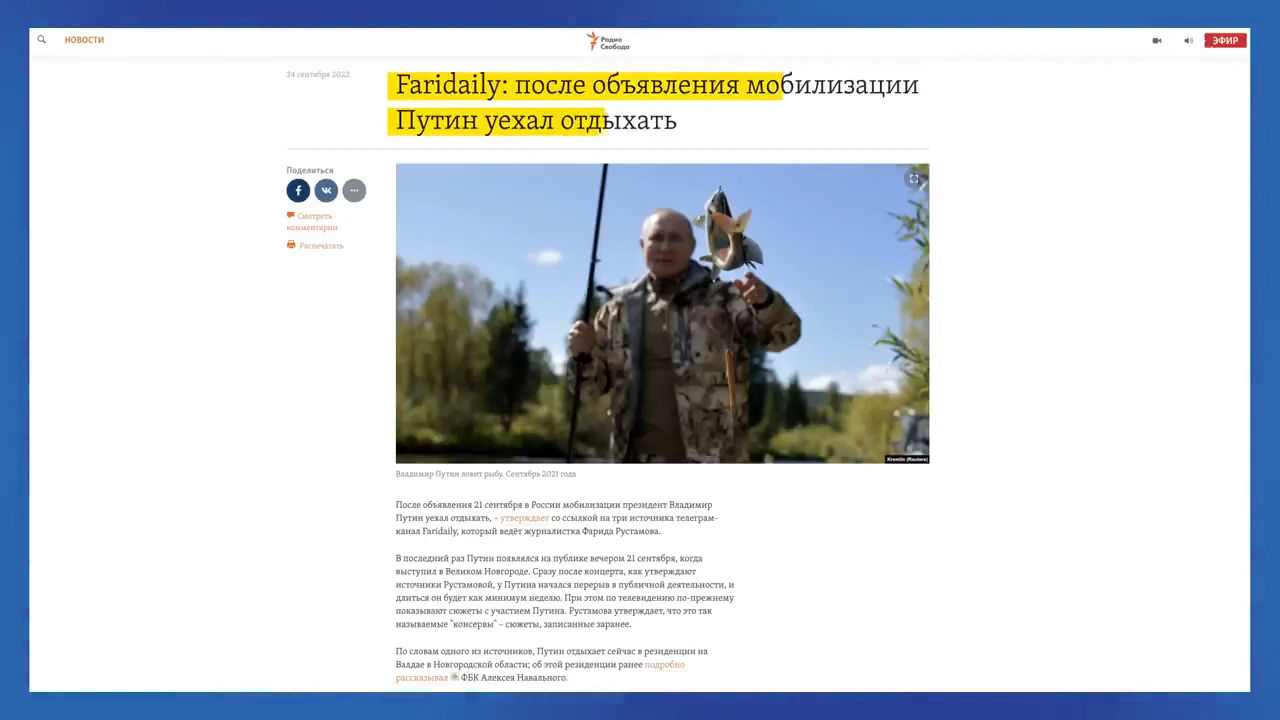 НОВОСТИ
Радио
Свобода
ЭФИР
24 сентября 2022
Faridaily: после объявления мобилизации
Путин уехал отдыхать
Поделиться
Смотреть
комментарии
Распечатать
Kremlin (Reuters)
Владимир Путин ловит рыбу. Сентябрь 2021 года
После объявления 21 сентября в России мобилизации президент Владимир
Путин уехал отдыхать, – утверждает со ссылкой на три источника телеграм-
канал Faridaily, который ведёт журналистка Фарида Рустамова.
В последний раз Путин появлялся на публике вечером 21 сентября, когда
выступил в Великом Новгороде. Сразу после концерта, как утверждают
источники Рустамовой, у Путина начался перерыв в публичной деятельности, и
длиться он будет как минимум неделю. При этом по телевидению по-прежнему
показывают сюжеты с участием Путина. Рустамова утверждает, что это так
называемые "консервы" – сюжеты, записанные заранее.
По словам одного из источников, Путин отдыхает сейчас в резиденции на
Валдае в Новгородской области; об этой резиденции ранее подробно
рассказывал ФБК Алексея Навального.